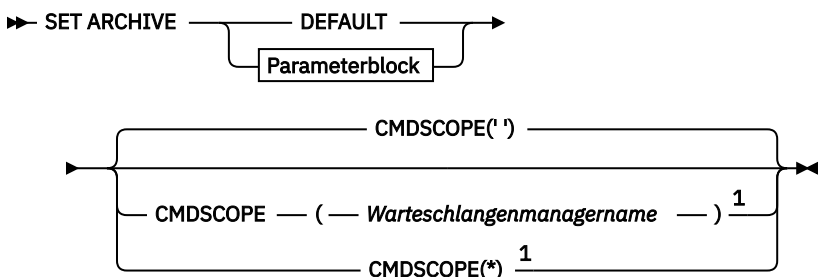 SET ARCHIVE DEFAULT
Parameterblock
CMDSCOPE(' ')
CMDSCOPE ( Warteschlangenmanagername ) 1
CMDSCOPE(*) 1